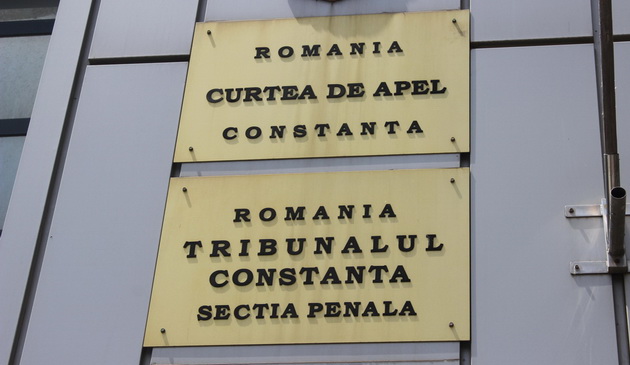 ROMANIA
CURTEA DE APEL
CONSTANTA
ROMANIA
TRIBUNALUL
CONSTANTA
SECTIA PENALA